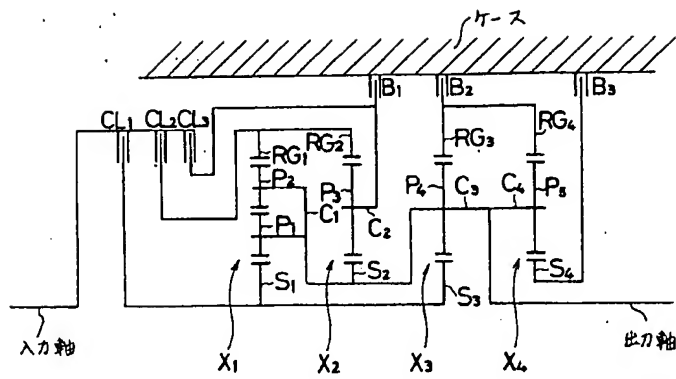 ケース
B1 B2 B3
CL1 CL2 CL3
RG1 RG2 RG3 RG4
P2 P3 P4 C3 C4 P5
P1 C1 C2
S1 S2 S3 S4
入力軸 X1 X2 X3 X4 出力軸